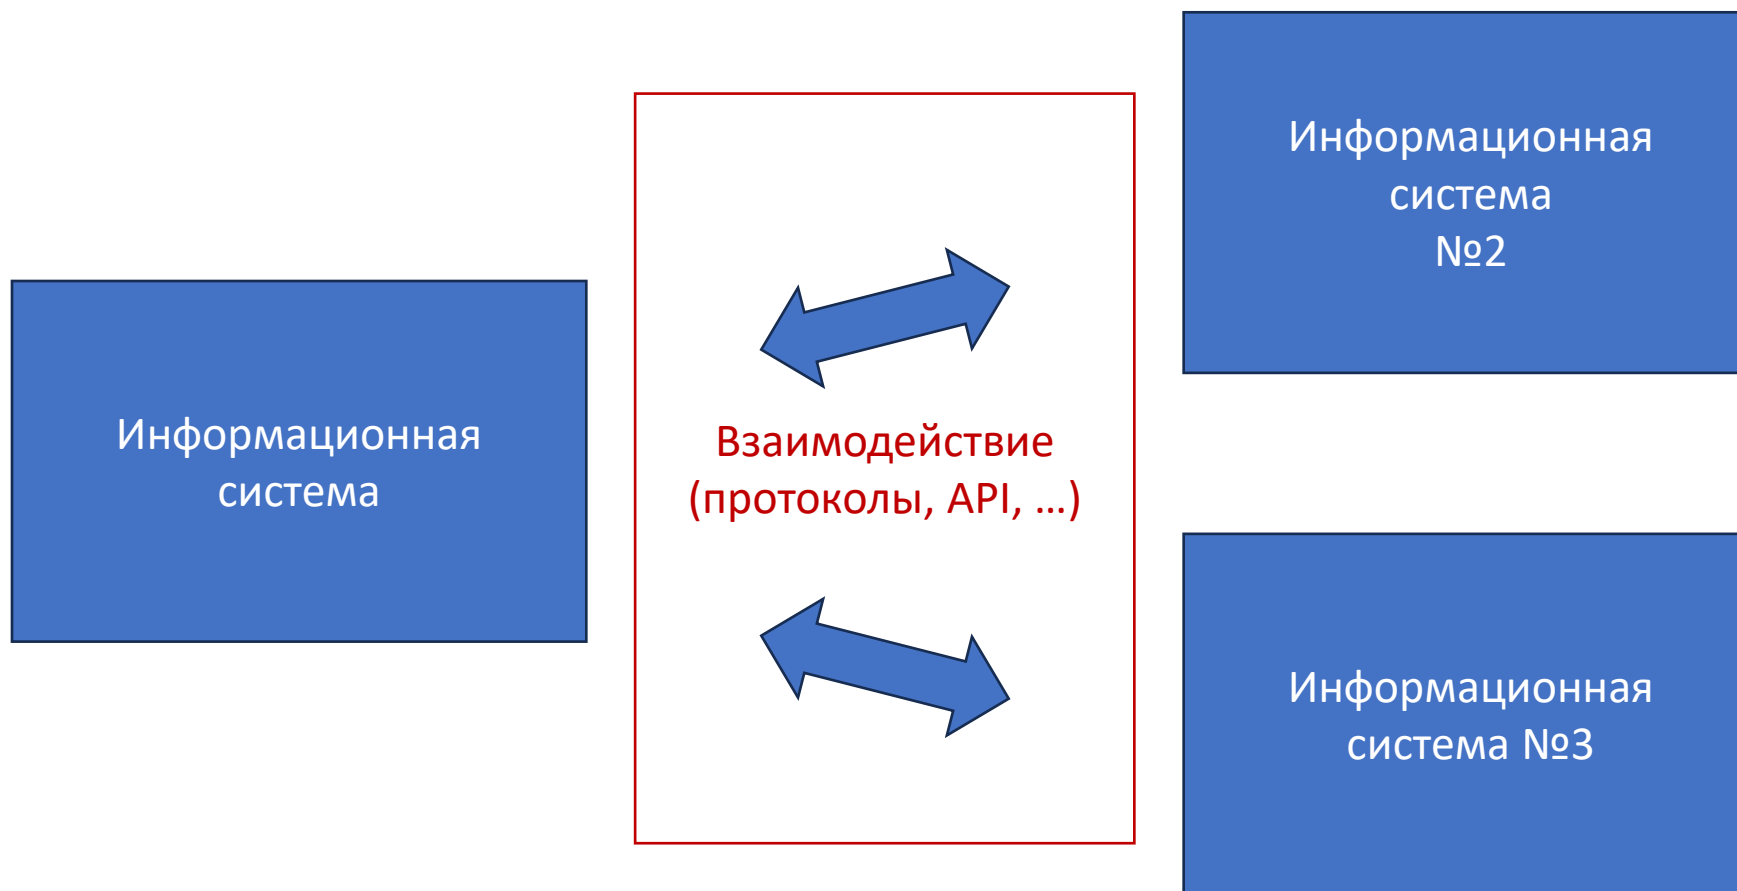 Информационная
система
Взаимодействие
(протоколы, API, ...)
Информационная
система
№2
Информационная
система №3